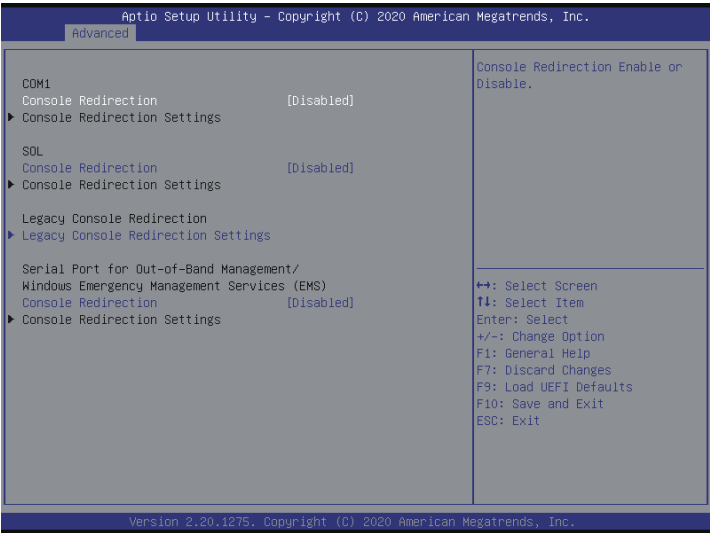 Aptio Setup Utility – Copyright (C) 2020 American Megatrends, Inc.
Advanced
COM1
Console Redirection [Disabled]
▶ Console Redirection Settings
SOL
Console Redirection [Disabled]
▶ Console Redirection Settings
Legacy Console Redirection
▶ Legacy Console Redirection Settings
Serial Port for Out-of-Band Management/
Windows Emergency Management Services (EMS)
Console Redirection [Disabled]
▶ Console Redirection Settings
Console Redirection Enable or
Disable.
↔: Select Screen
↑↓: Select Item
Enter: Select
+/-: Change Option
F1: General Help
F7: Discard Changes
F9: Load UEFI Defaults
F10: Save and Exit
ESC: Exit
Version 2.20.1275. Copyright (C) 2020 American Megatrends, Inc.